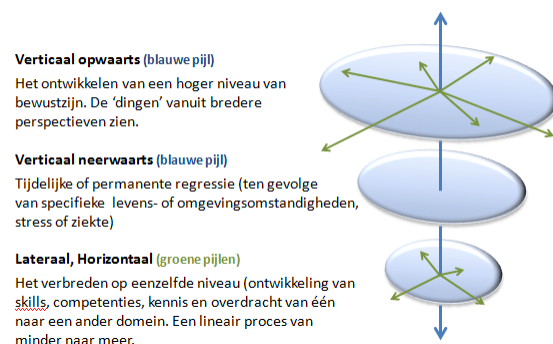 Verticaal opwaarts (blauwe pijl)
Het ontwikkelen van een hoger niveau van
bewustzijn. De ‘dingen’ vanuit bredere
perspectieven zien.
Verticaal neerwaarts (blauwe pijl)
Tijdelijke of permanente regressie (ten gevolge
van specifieke levens- of omgevingsomstandigheden,
stress of ziekte)
Lateraal, Horizontaal (groene pijlen)
Het verbreden op eenzelfde niveau (ontwikkeling van
skills, competenties, kennis en overdracht van één
naar een ander domein. Een lineair proces van
minder naar meer.